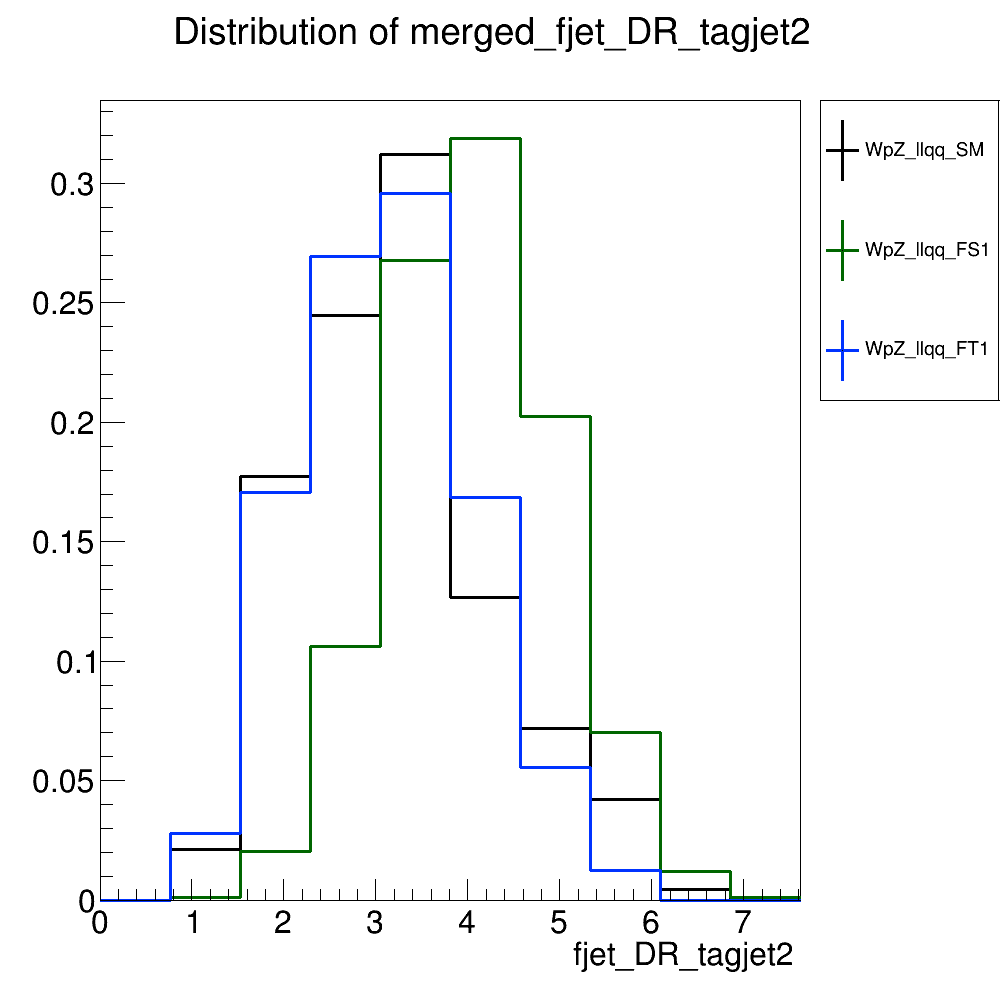 Distribution of merged_fjet_DR_tagjet2
WpZ_llqq_SM
WpZ_llqq_FS1
WpZ_llqq_FT1
0.3
0.25
0.2
0.15
0.1
0.05
0
0 1 2 3 4 5 6 7
fjet_DR_tagjet2